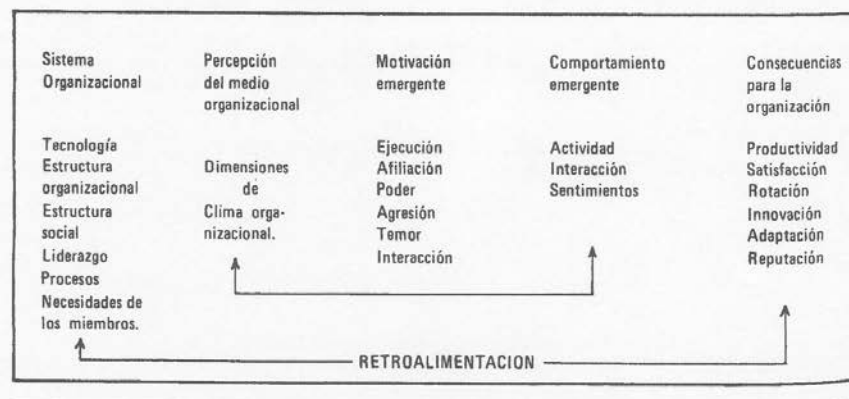 Sistema
Organizacional
Percepción
del medio
organizacional
Motivación
emergente
Comportamiento
emergente
Consecuencias
para la
organización
Tecnología
Estructura
organizacional
Estructura
social
Liderazgo
Procesos
Necesidades de
los miembros.
Dimensiones
de
Clima orga-
nizacional.
Ejecución
Afiliación
Poder
Agresión
Temor
Interacción
Actividad
Interacción
Sentimientos
Productividad
Satisfacción
Rotación
Innovación
Adaptación
Reputación
RETROALIMENTACION